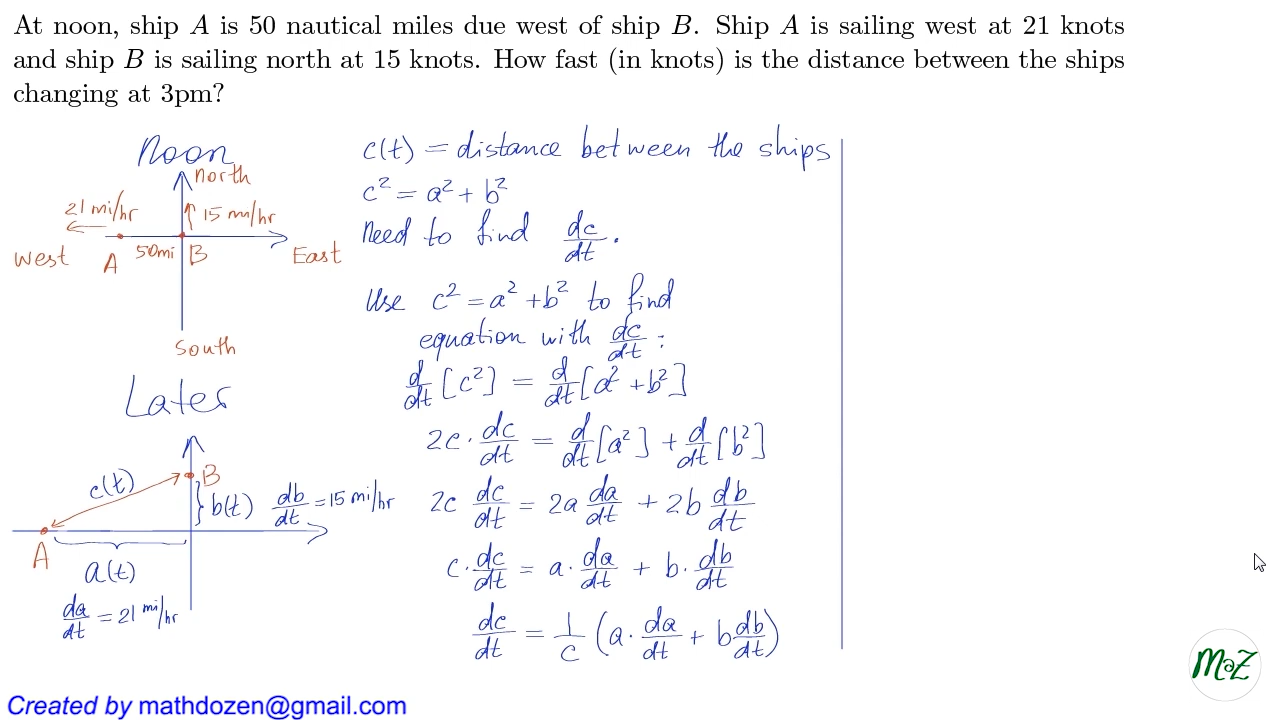 At noon, ship A is 50 nautical miles due west of ship B. Ship A is sailing west at 21 knots
and ship B is sailing north at 15 knots. How fast (in knots) is the distance between the ships
changing at 3pm?
Noon
North
21 mi/hr
15 mi/hr
West
A
50mi
B
East
South
Later
c(t)
B
b(t) db/dt = 15 mi/hr
A
a(t)
da/dt = 21 mi/hr
c(t) = distance between the ships
c² = a² + b²
Need to find dc/dt.
Use c² = a² + b² to find
equation with dc/dt :
d/dt [c²] = d/dt [a² + b²]
2c · dc/dt = d/dt [a²] + d/dt [b²]
2c dc/dt = 2a da/dt + 2b db/dt
c · dc/dt = a · da/dt + b · db/dt
dc/dt = 1/c (a · da/dt + b db/dt)
MaZ
Created by mathdozen@gmail.com